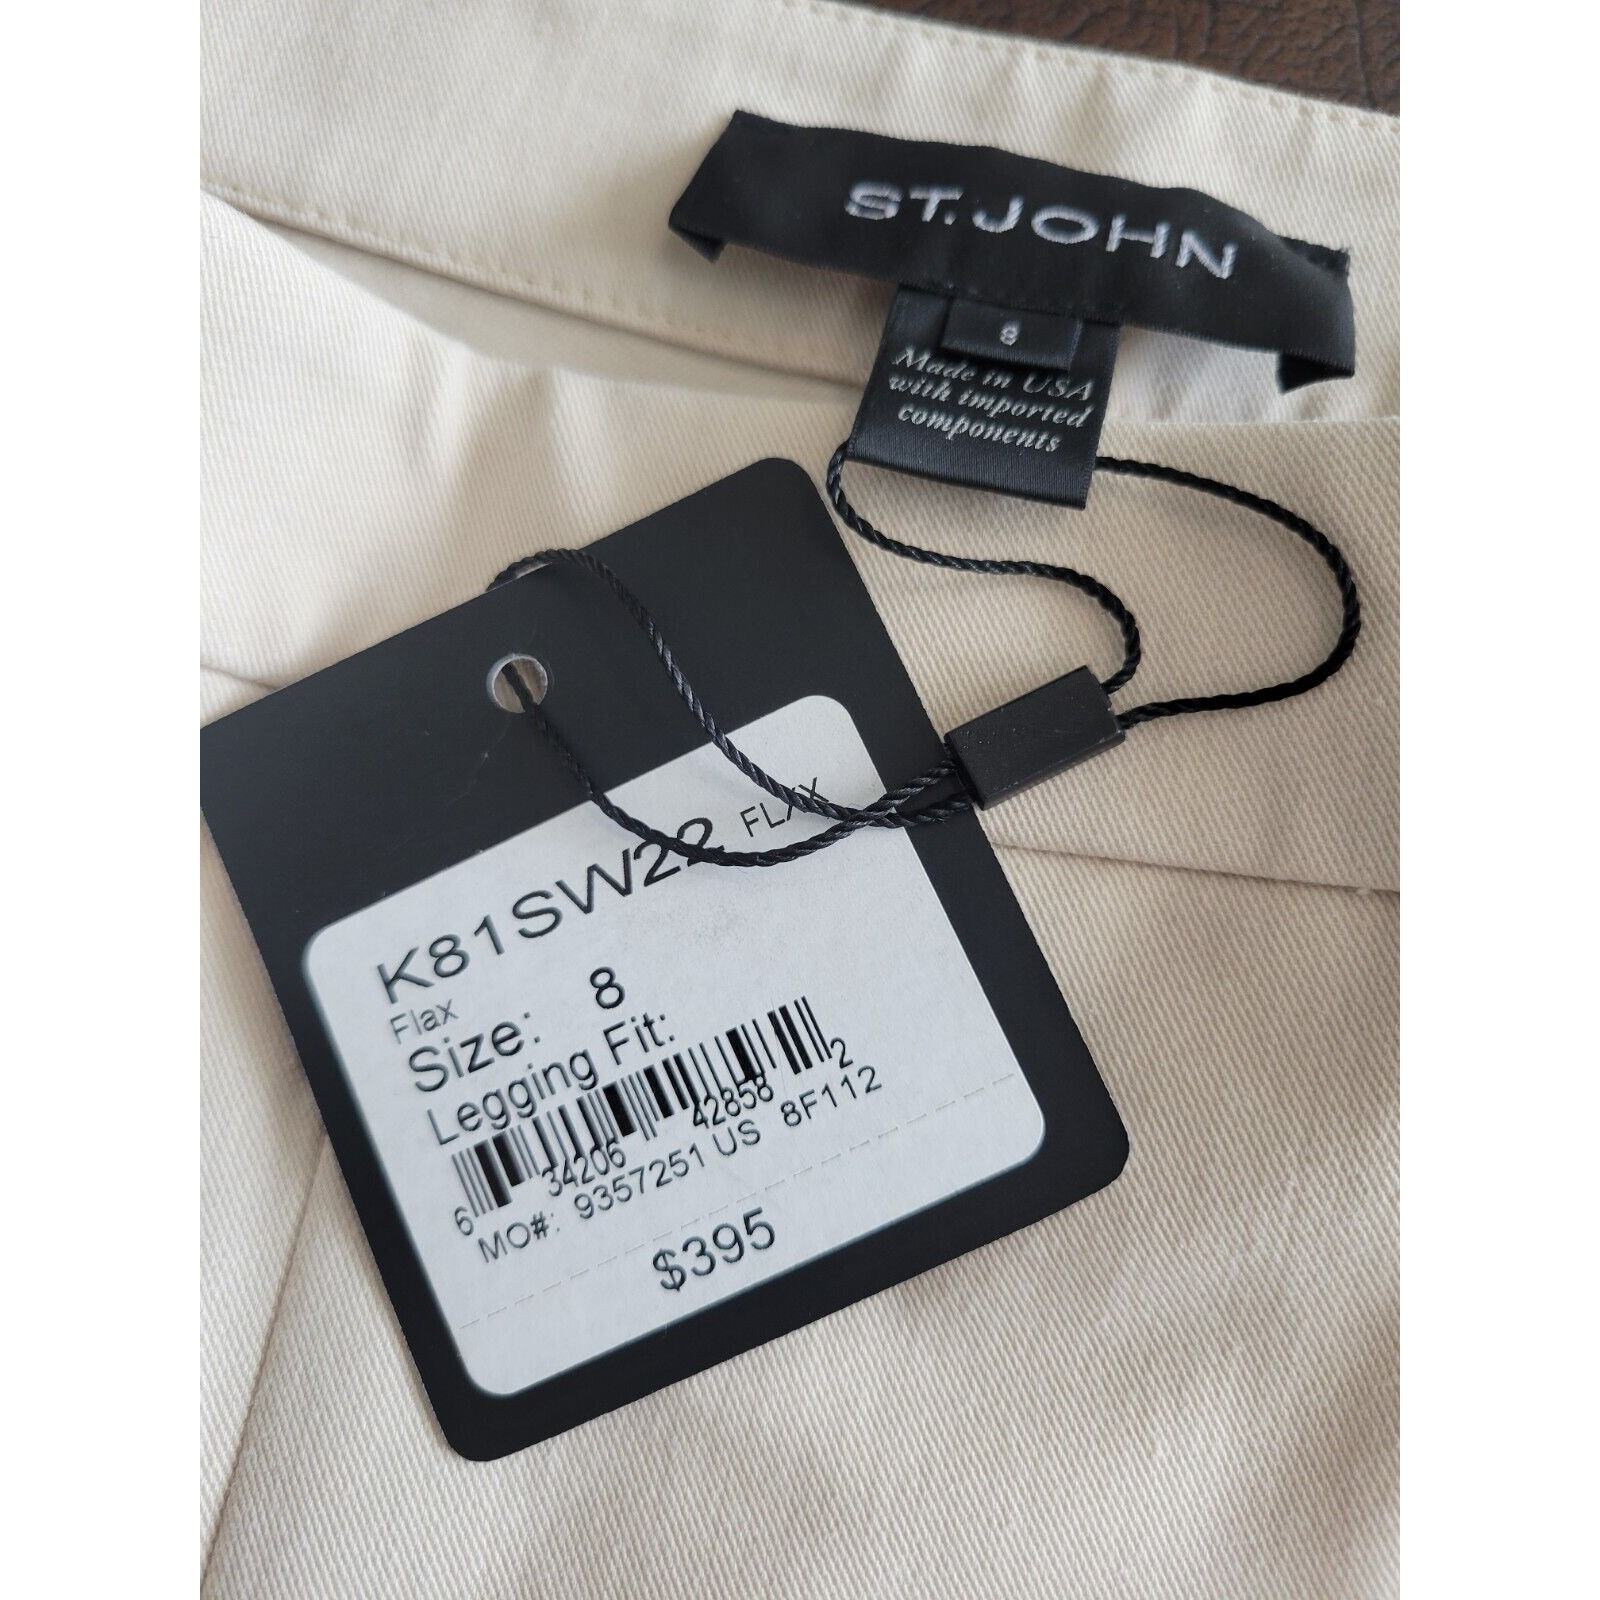 ST. JOHN
8
Made in USA
with imported
components
K81SW22 FLXX
Flax
Size: 8
Legging Fit:
6 34206 42858 2
MO#: 9357251 US 8F112
$395